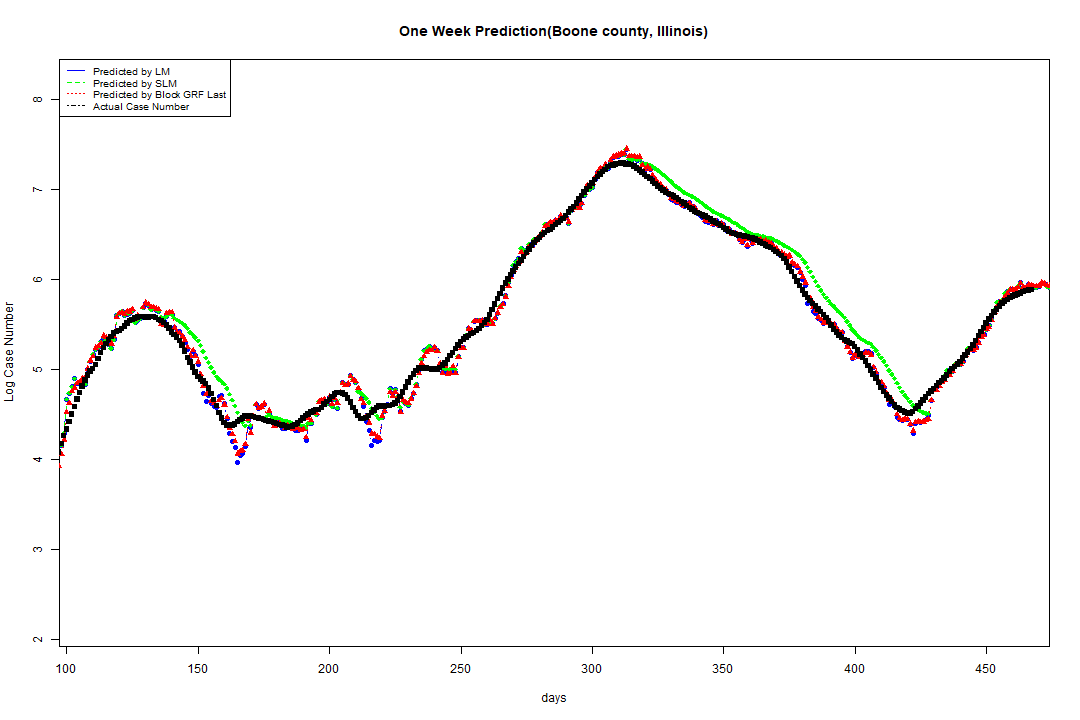 One Week Prediction(Boone county, Illinois)
Predicted by LM
Predicted by SLM
Predicted by Block GRF Last
Actual Case Number
8
7
6
5
4
3
2
Log Case Number
100 150 200 250 300 350 400 450
days